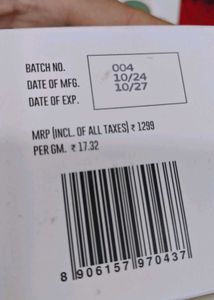 BATCH NO. 004
DATE OF MFG. 10/24
DATE OF EXP. 10/27
MRP (INCL. OF ALL TAXES) ₹ 1299
PER GM. ₹ 17.32
8 906157 970437